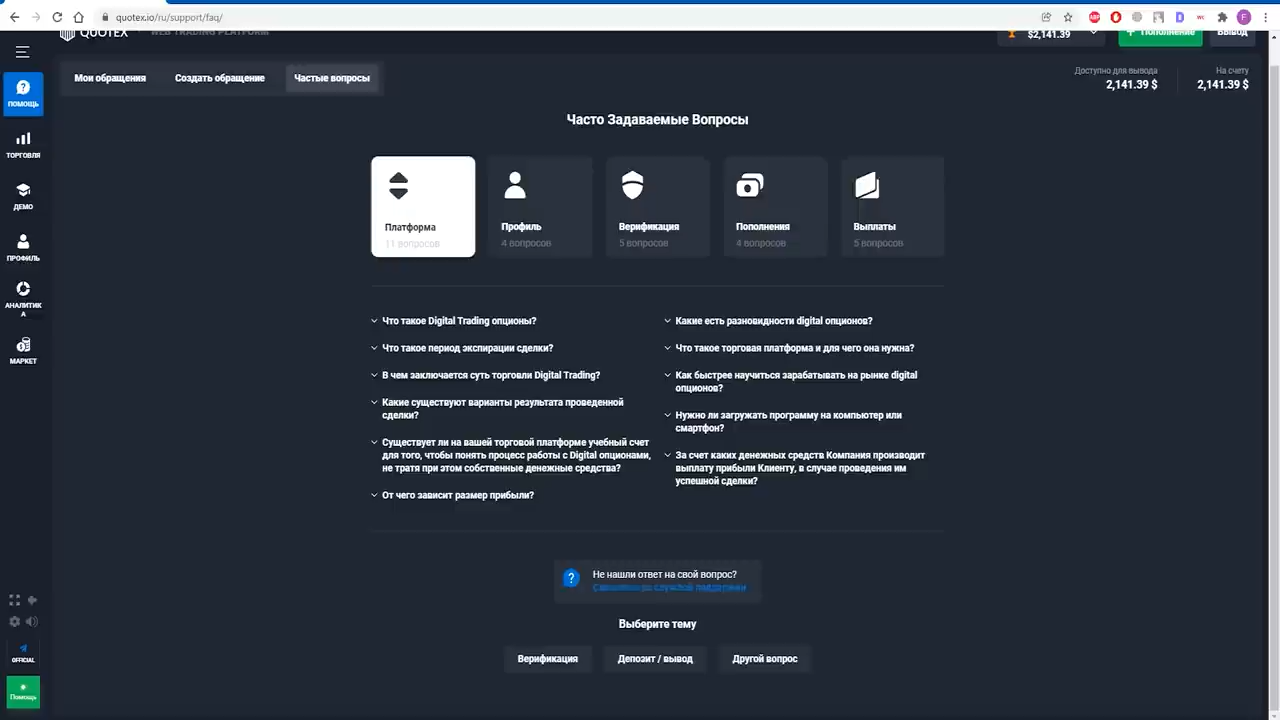 quotex.io/ru/support/faq/
QUOTEX
WEB TRADING PLATFORM
$2,141.39
Пополнение
Вывод
ПОМОЩЬ
Мои обращения
Создать обращение
Частые вопросы
Доступно для вывода
2,141.39 $
На счету
2,141.39 $
Часто Задаваемые Вопросы
ТОРГОВЛЯ
ДЕМО
ПРОФИЛЬ
АНАЛИТИК
А
МАРКЕТ
Платформа
11 вопросов
Профиль
4 вопросов
Верификация
5 вопросов
Пополнения
4 вопросов
Выплаты
5 вопросов
Что такое Digital Trading опционы?
Что такое период экспирации сделки?
В чем заключается суть торговли Digital Trading?
Какие существуют варианты результата проведенной
сделки?
Существует ли на вашей торговой платформе учебный счет
для того, чтобы понять процесс работы с Digital опционами,
не тратя при этом собственные денежные средства?
От чего зависит размер прибыли?
Какие есть разновидности digital опционов?
Что такое торговая платформа и для чего она нужна?
Как быстрее научиться зарабатывать на рынке digital
опционов?
Нужно ли загружать программу на компьютер или
смартфон?
За счет каких денежных средств Компания производит
выплату прибыли Клиенту, в случае проведения им
успешной сделки?
Не нашли ответ на свой вопрос?
Свяжитесь со службой поддержки
Выберите тему
Верификация
Депозит / вывод
Другой вопрос
OFFICIAL
Помощь
ABP
F